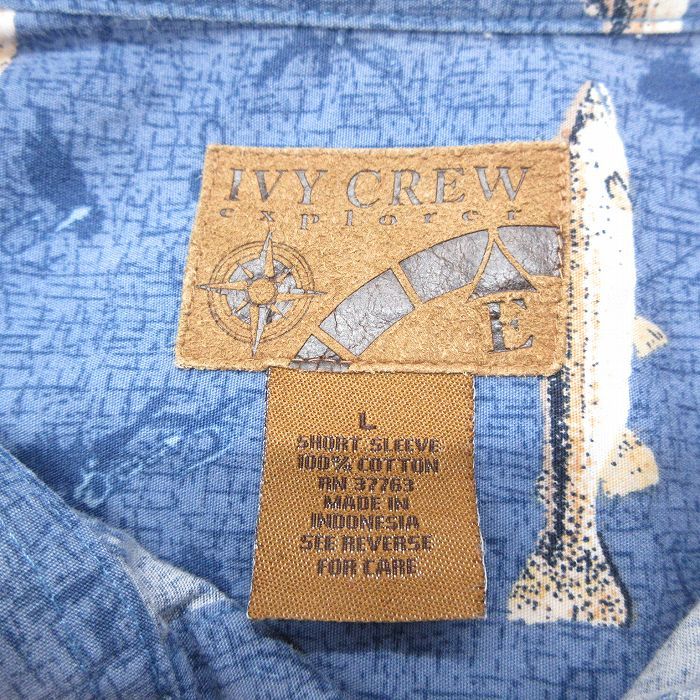 IVY CREW
explorer
E
L
SHORT SLEEVE
100% COTTON
RN 37763
MADE IN
INDONESIA
SEE REVERSE
FOR CARE